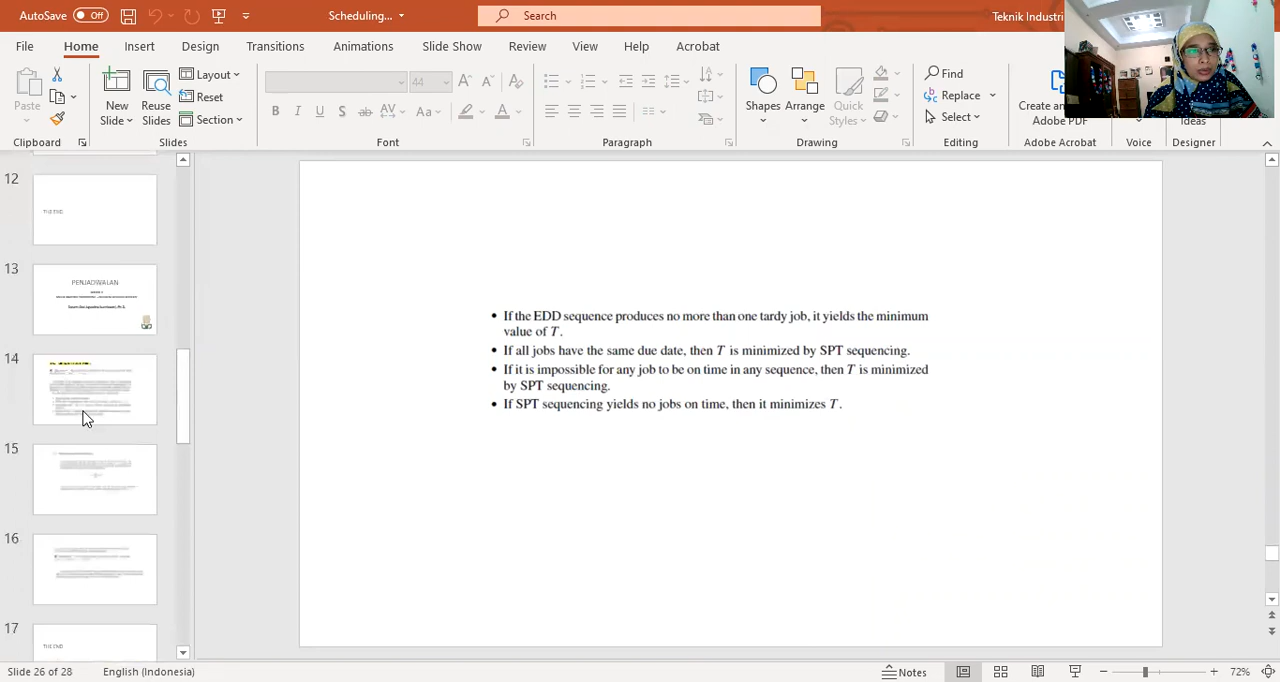 AutoSave Off Scheduling... Search Teknik Industri
File Home Insert Design Transitions Animations Slide Show Review View Help Acrobat
Paste New Slide Reuse Slides Layout Reset Section 44 Shapes Arrange Quick Styles Find Replace Select Create an Adobe PDF Ideas
Clipboard Slides Font Paragraph Drawing Editing Adobe Acrobat Voice Designer
12
THE END
13
PENJADWALAN
14
15
16
17
THE END
• If the EDD sequence produces no more than one tardy job, it yields the minimum
value of T.
• If all jobs have the same due date, then T is minimized by SPT sequencing.
• If it is impossible for any job to be on time in any sequence, then T is minimized
by SPT sequencing.
• If SPT sequencing yields no jobs on time, then it minimizes T.
Slide 26 of 28 English (Indonesia) Notes 72%